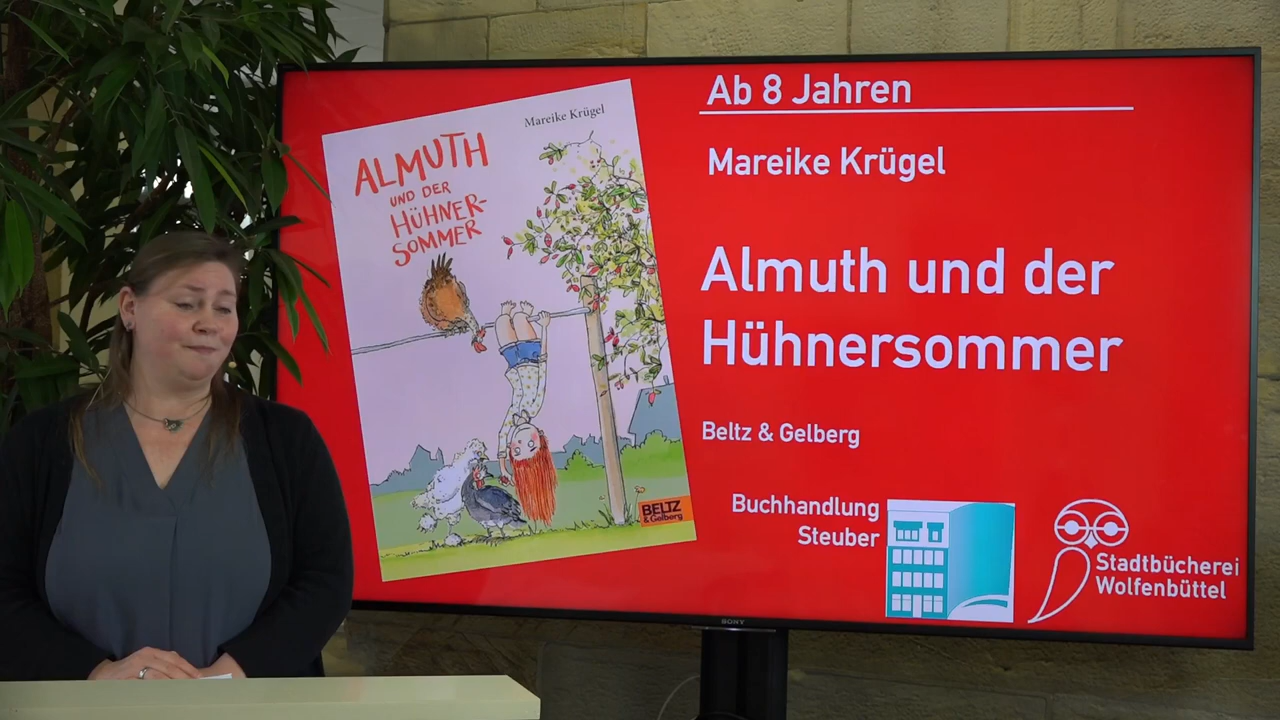 Mareike Krügel
ALMUTH
UND DER
HÜHNER-
SOMMER
BELTZ
& Gelberg
Ab 8 Jahren
Mareike Krügel
Almuth und der
Hühnersommer
Beltz & Gelberg
Buchhandlung
Steuber
Stadtbücherei
Wolfenbüttel
SONY